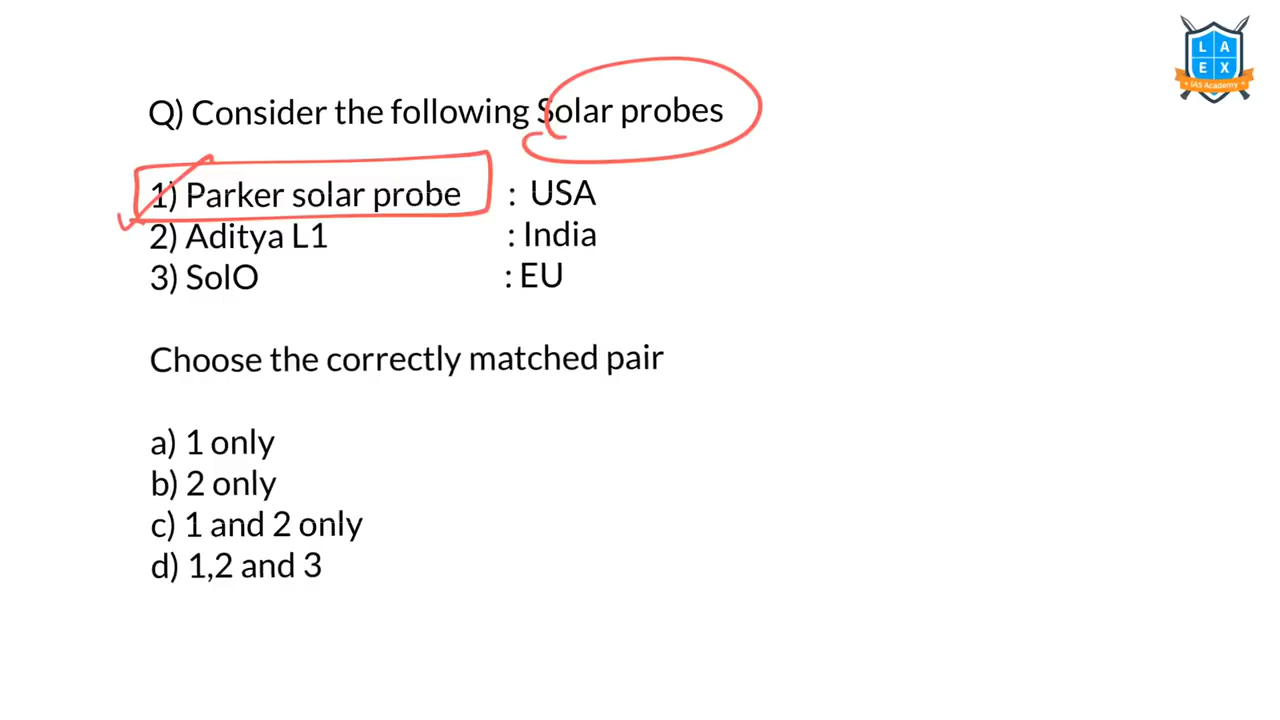 L A
E X
IAS Academy
Q) Consider the following Solar probes
1) Parker solar probe : USA
2) Aditya L1 : India
3) SolO : EU
Choose the correctly matched pair
a) 1 only
b) 2 only
c) 1 and 2 only
d) 1,2 and 3